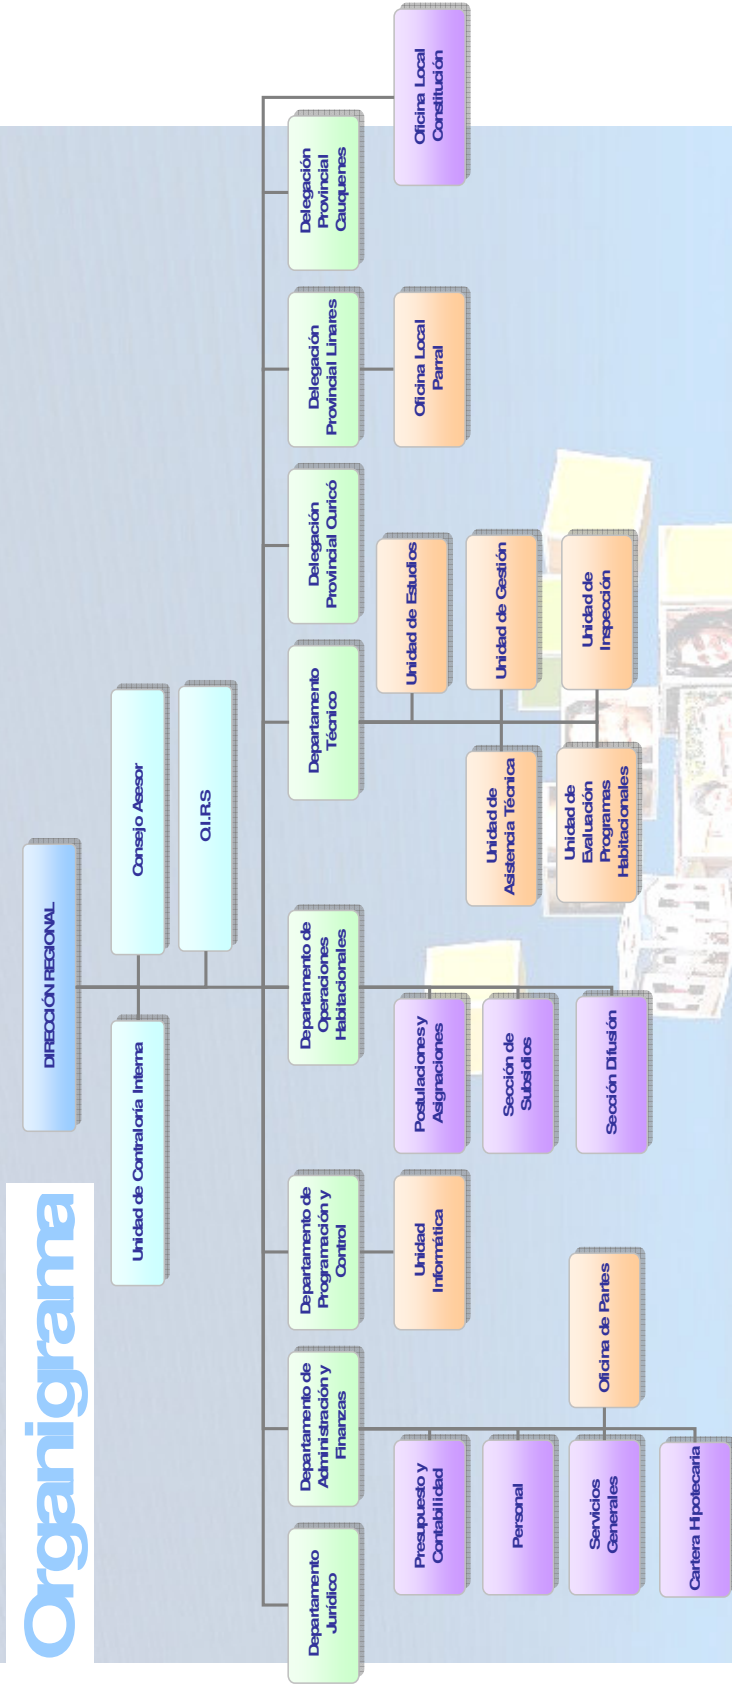 Organigrama
DIRECCIÓN REGIONAL
Unidad de Contraloría Interna
Consejo Asesor
O.I.R.S
Departamento
Jurídico
Departamento de
Administración y
Finanzas
Departamento de
Programación y
Control
Departamento de
Operaciones
Habitacionales
Departamento
Técnico
Delegación
Provincial Curicó
Delegación
Provincial Linares
Delegación
Provincial
Cauquenes
Presupuesto y
Contabilidad
Personal
Servicios
Generales
Cartera Hipotecaria
Oficina de Partes
Unidad
Informática
Postulaciones y
Asignaciones
Sección de
Subsidios
Sección Difusión
Unidad de Estudios
Unidad de
Asistencia Técnica
Unidad de Gestión
Unidad de
Evaluación
Programas
Habitacionales
Unidad de
Inspección
Oficina Local
Parral
Oficina Local
Constitución